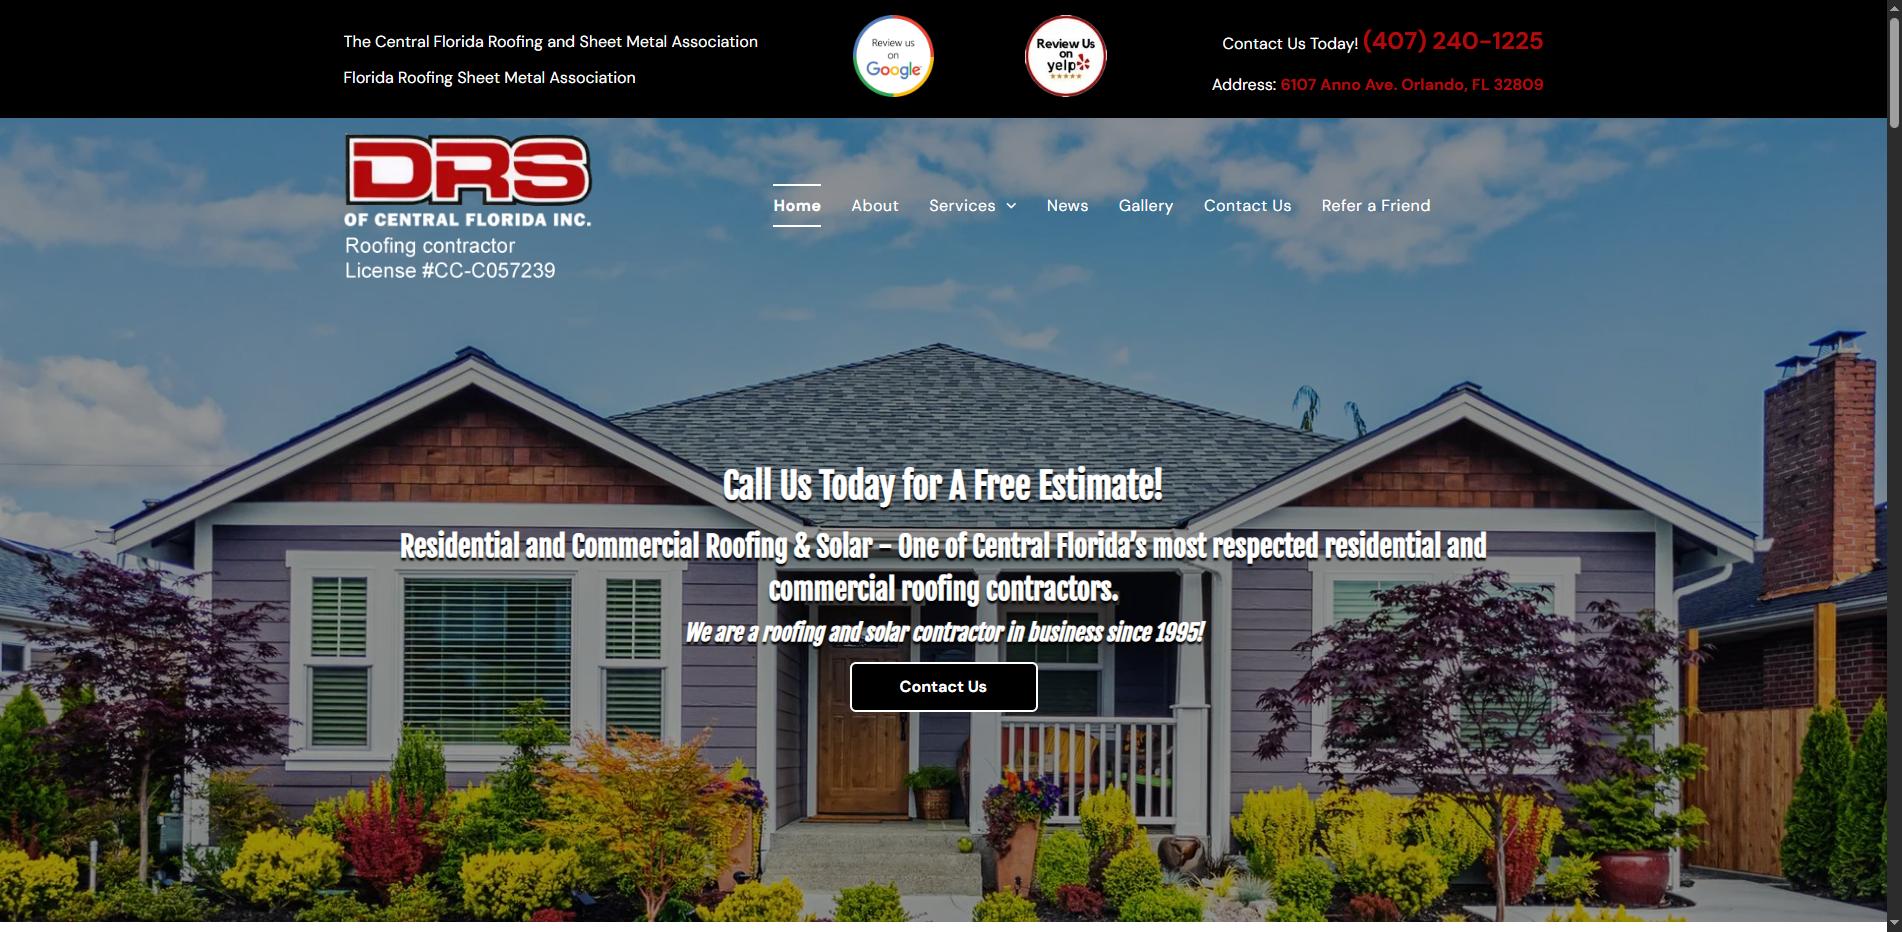 The Central Florida Roofing and Sheet Metal Association
Florida Roofing Sheet Metal Association
Review us
on
Google
Review Us
on
yelp
Contact Us Today! (407) 240-1225
Address: 6107 Anno Ave. Orlando, FL 32809
DRS
OF CENTRAL FLORIDA INC.
Roofing contractor
License #CC-C057239
Home About Services News Gallery Contact Us Refer a Friend
Call Us Today for A Free Estimate!
Residential and Commercial Roofing & Solar – One of Central Florida’s most respected residential and
commercial roofing contractors.
We are a roofing and solar contractor in business since 1995!
Contact Us